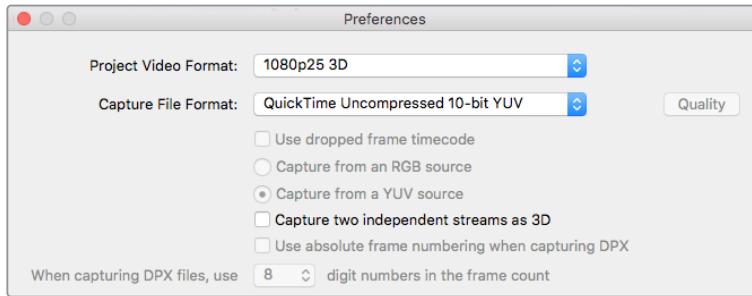 Preferences
Project Video Format: 1080p25 3D
Capture File Format: QuickTime Uncompressed 10-bit YUV Quality
Use dropped frame timecode
Capture from an RGB source
Capture from a YUV source
Capture two independent streams as 3D
Use absolute frame numbering when capturing DPX
When capturing DPX files, use 8 digit numbers in the frame count